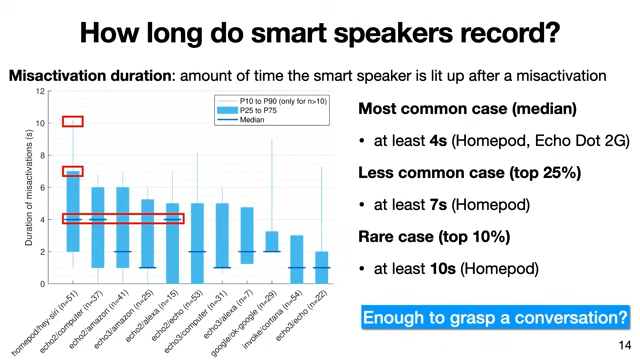 How long do smart speakers record?
Misactivation duration: amount of time the smart speaker is lit up after a misactivation
12
10
8
6
4
2
0
Duration of misactivations (s)
P10 to P90 (only for n>10)
P25 to P75
Median
homepod/hey-siri (n=51)
echo2/computer (n=37)
echo2/amazon (n=41)
echo3/amazon (n=25)
echo2/alexa (n=15)
echo2/echo (n=53)
echo3/computer (n=31)
echo3/alexa (n=7)
google/ok-google (n=29)
invoke/cortana (n=54)
echo3/echo (n=22)
Most common case (median)
• at least 4s (Homepod, Echo Dot 2G)
Less common case (top 25%)
• at least 7s (Homepod)
Rare case (top 10%)
• at least 10s (Homepod)
Enough to grasp a conversation?
14